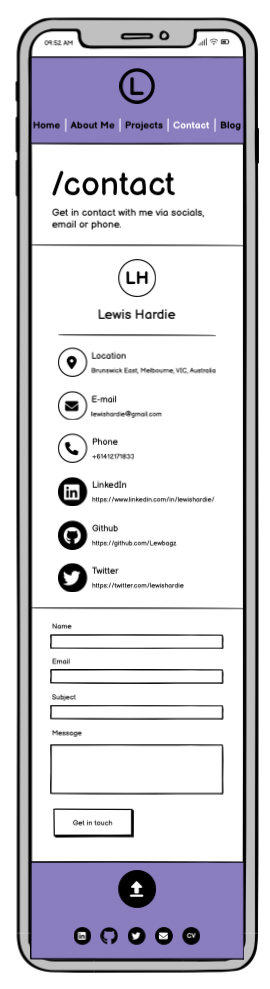 09:52 AM
L
Home | About Me | Projects | Contact | Blog
/contact
Get in contact with me via socials,
email or phone.
LH
Lewis Hardie
Location
Brunswick East, Melbourne, VIC, Australia
E-mail
lewishardie@gmail.com
Phone
+61412171833
LinkedIn
in
https://www.linkedin.com/in/lewishardie/
Github
https://github.com/Lewbagz
Twitter
https://twitter.com/lewishardie
Name
Email
Subject
Message
Get in touch
in
CV